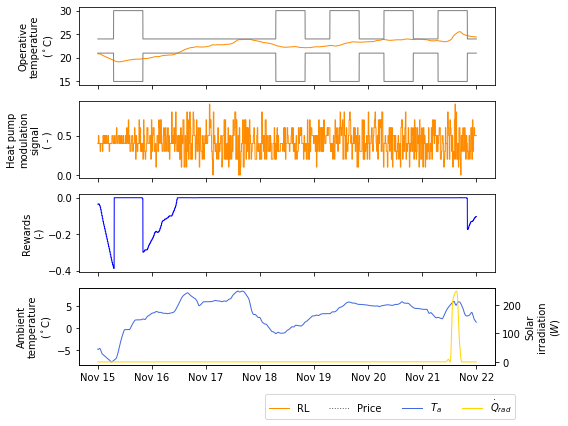 Operative
temperature
(°C)
30
25
20
15
Heat pump
modulation
signal
( - )
0.5
0.0
Rewards
(-)
0.0
−0.2
−0.4
Ambient
temperature
(°C)
5
0
−5
Solar
irradiation
(W)
200
100
0
Nov 15 Nov 16 Nov 17 Nov 18 Nov 19 Nov 20 Nov 21 Nov 22
RL Price T_a Q̇_rad